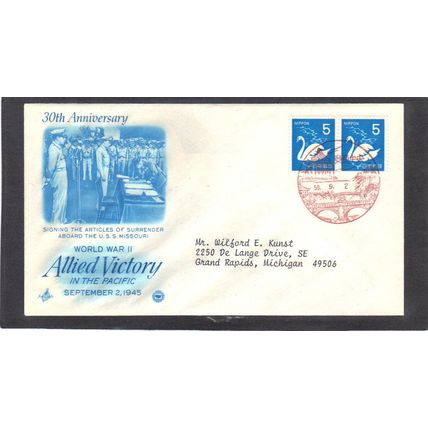 30th Anniversary
SIGNING THE ARTICLES OF SURRENDER
ABOARD THE U.S.S. MISSOURI
WORLD WAR II
Allied Victory
IN THE PACIFIC
SEPTEMBER 2, 1945
5
NIPPON
5
NIPPON
Mr. Wilford E. Kunst
2250 De Lange Drive, SE
Grand Rapids, Michigan 49506